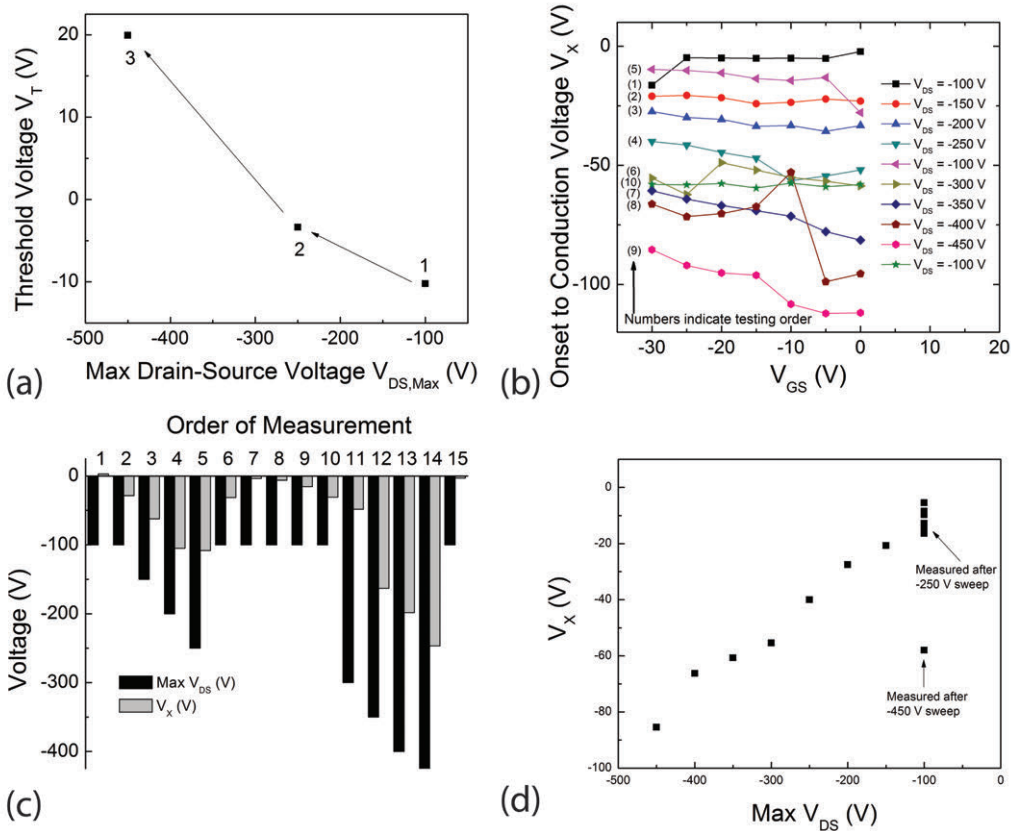 20
10
0
-10
-500
-400
-300
-200
-100
Threshold Voltage V_T (V)
Max Drain-Source Voltage V_DS,Max (V)
3
2
1
(a)
0
-50
-100
-30
-20
-10
0
10
20
Onset to Conduction Voltage V_X (V)
V_GS (V)
(5)
(1)
(2)
(3)
(4)
(6)
(10)
(7)
(8)
(9)
Numbers indicate testing order
V_DS = -100 V
V_DS = -150 V
V_DS = -200 V
V_DS = -250 V
V_DS = -100 V
V_DS = -300 V
V_DS = -350 V
V_DS = -400 V
V_DS = -450 V
V_DS = -100 V
(b)
Order of Measurement
1 2 3 4 5 6 7 8 9 10 11 12 13 14 15
0
-100
-200
-300
-400
Voltage (V)
Max V_DS (V)
V_X (V)
(c)
0
-20
-40
-60
-80
-100
-500
-400
-300
-200
-100
0
V_X (V)
Max V_DS (V)
Measured after
-250 V sweep
Measured after
-450 V sweep
(d)